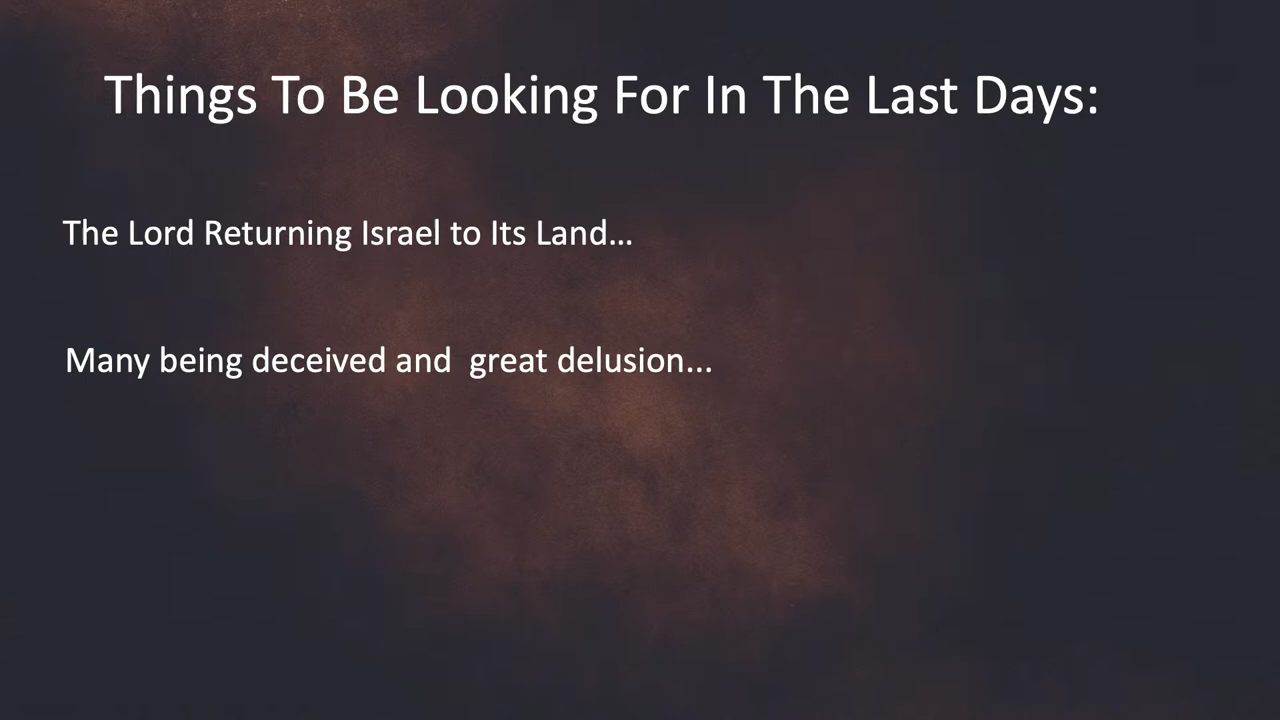 Things To Be Looking For In The Last Days:
The Lord Returning Israel to Its Land...
Many being deceived and  great delusion...